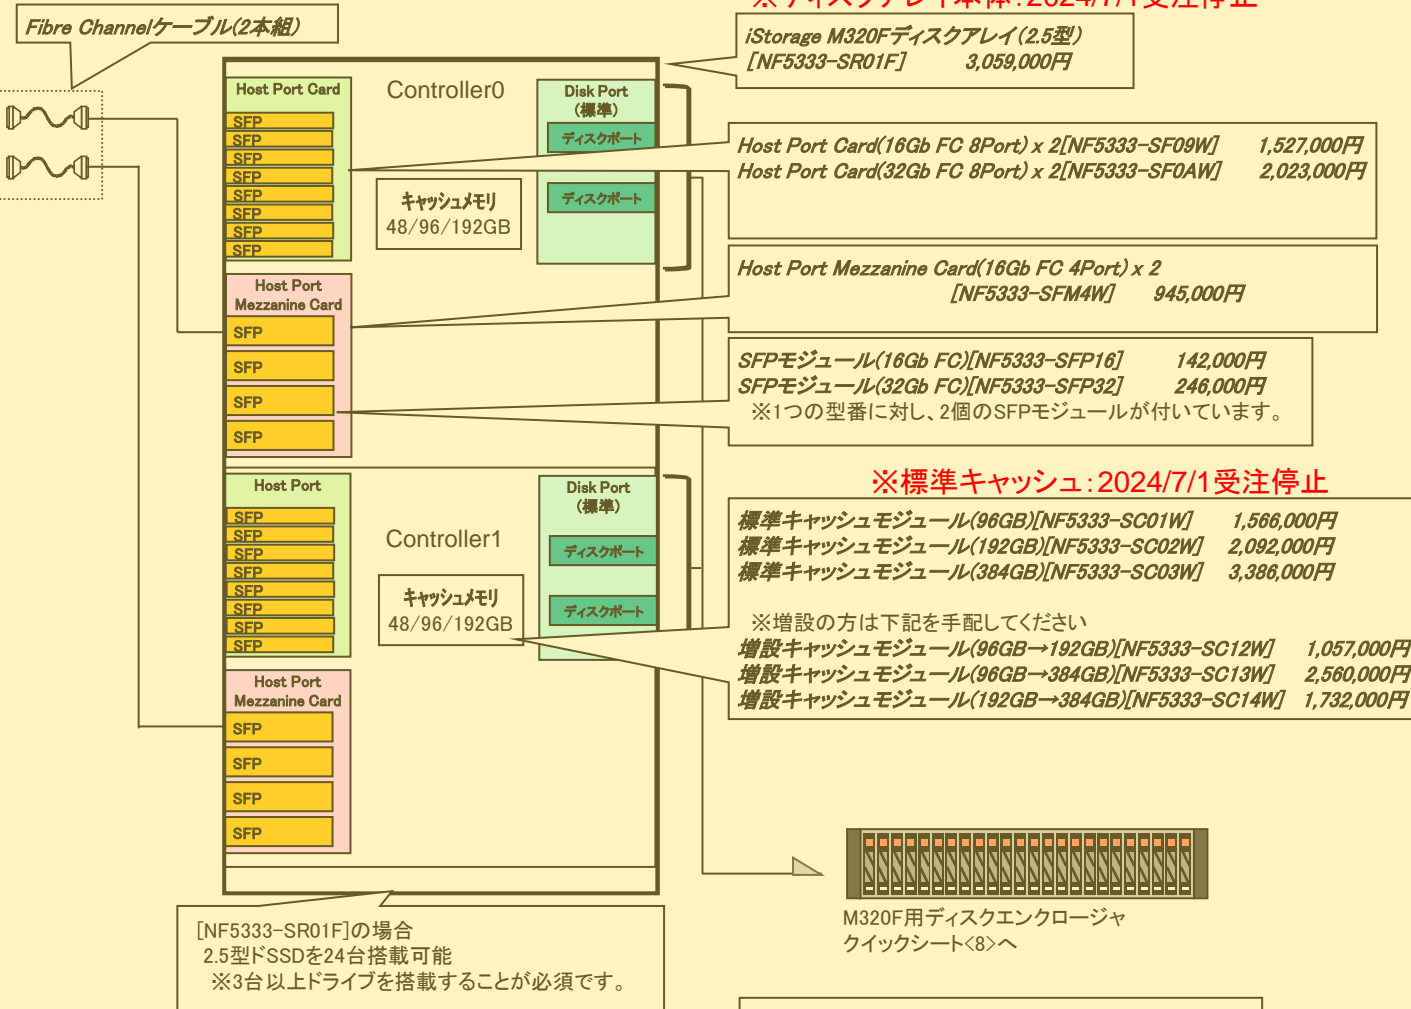 ※ディスクアレイ本体：2024/7/1受注停止
Fibre Channelケーブル(2本組)
iStorage M320Fディスクアレイ(2.5型)
[NF5333-SR01F] 3,059,000円
Host Port Card
Controller0
Disk Port
(標準)
SFP
SFP
SFP
SFP
SFP
SFP
SFP
SFP
ディスクポート
ディスクポート
キャッシュメモリ
48/96/192GB
Host Port Card(16Gb FC 8Port) x 2[NF5333-SF09W] 1,527,000円
Host Port Card(32Gb FC 8Port) x 2[NF5333-SF0AW] 2,023,000円
Host Port
Mezzanine Card
SFP
SFP
SFP
SFP
Host Port Mezzanine Card(16Gb FC 4Port) x 2
[NF5333-SFM4W] 945,000円
SFPモジュール(16Gb FC)[NF5333-SFP16] 142,000円
SFPモジュール(32Gb FC)[NF5333-SFP32] 246,000円
※1つの型番に対し、2個のSFPモジュールが付いています。
Host Port
Controller1
Disk Port
(標準)
SFP
SFP
SFP
SFP
SFP
SFP
SFP
SFP
ディスクポート
ディスクポート
キャッシュメモリ
48/96/192GB
※標準キャッシュ：2024/7/1受注停止
標準キャッシュモジュール(96GB)[NF5333-SC01W] 1,566,000円
標準キャッシュモジュール(192GB)[NF5333-SC02W] 2,092,000円
標準キャッシュモジュール(384GB)[NF5333-SC03W] 3,386,000円
※増設の方は下記を手配してください
増設キャッシュモジュール(96GB→192GB)[NF5333-SC12W] 1,057,000円
増設キャッシュモジュール(96GB→384GB)[NF5333-SC13W] 2,560,000円
増設キャッシュモジュール(192GB→384GB)[NF5333-SC14W] 1,732,000円
Host Port
Mezzanine Card
SFP
SFP
SFP
SFP
M320F用ディスクエンクロージャ
クイックシート<8>へ
[NF5333-SR01F]の場合
2.5型ドSSDを24台搭載可能
※3台以上ドライブを搭載することが必須です。